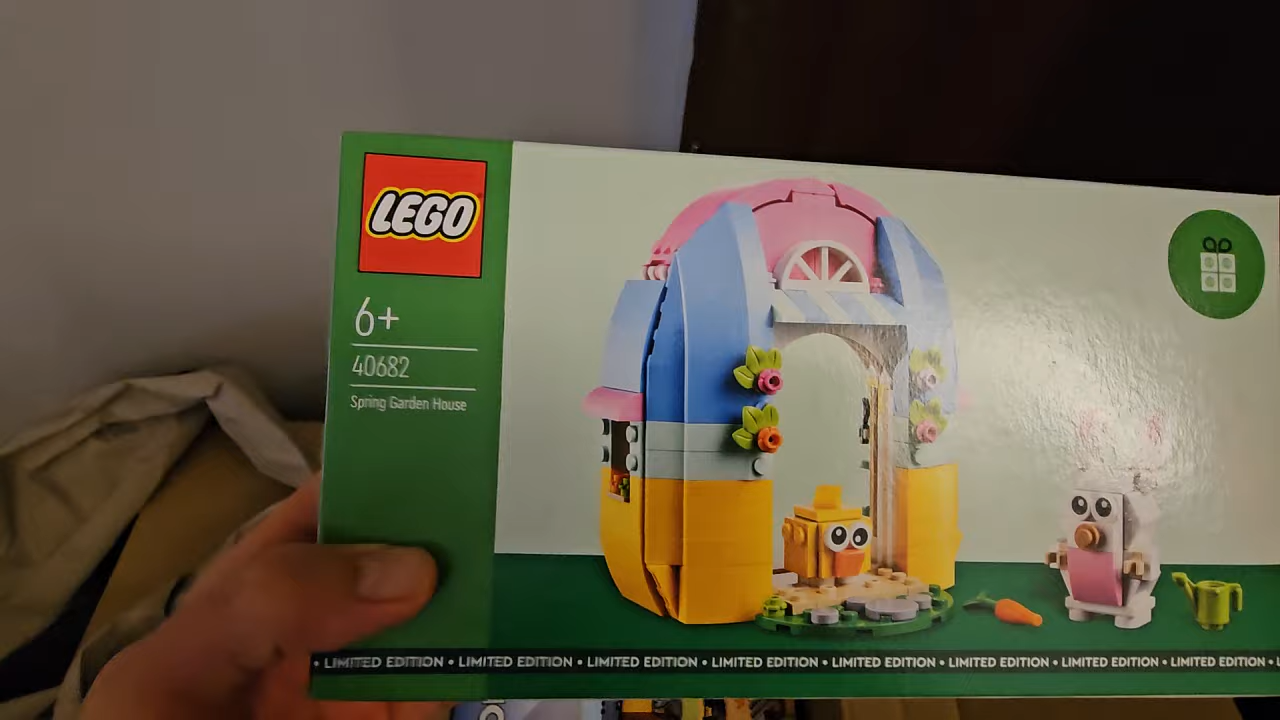 LEGO
6+
40682
Spring Garden House
• LIMITED EDITION • LIMITED EDITION • LIMITED EDITION • LIMITED EDITION • LIMITED EDITION • LIMITED EDITION • LIMITED EDITION • LIMITED EDITION •